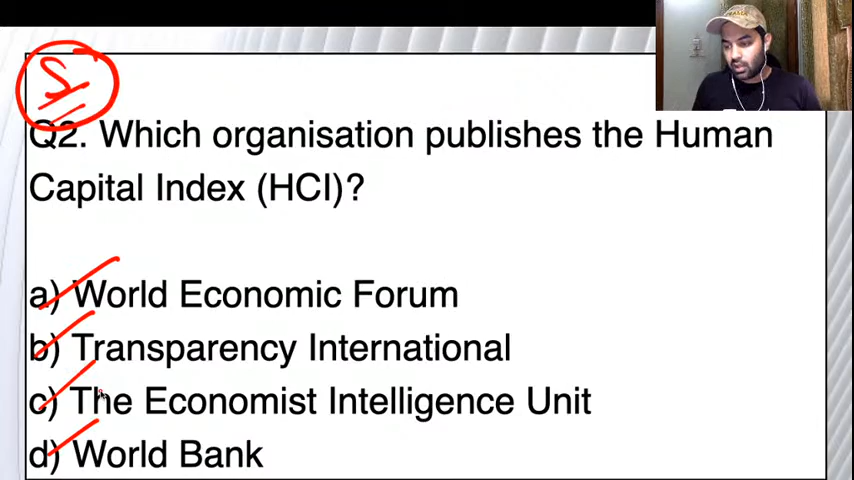 2
Q2. Which organisation publishes the Human
Capital Index (HCI)?
a) World Economic Forum
b) Transparency International
c) The Economist Intelligence Unit
d) World Bank